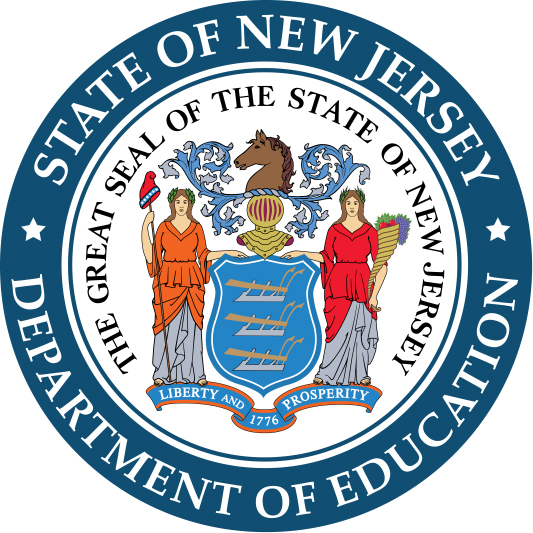 STATE OF NEW JERSEY
THE GREAT SEAL OF THE STATE OF NEW JERSEY
LIBERTY AND PROSPERITY
1776
DEPARTMENT OF EDUCATION